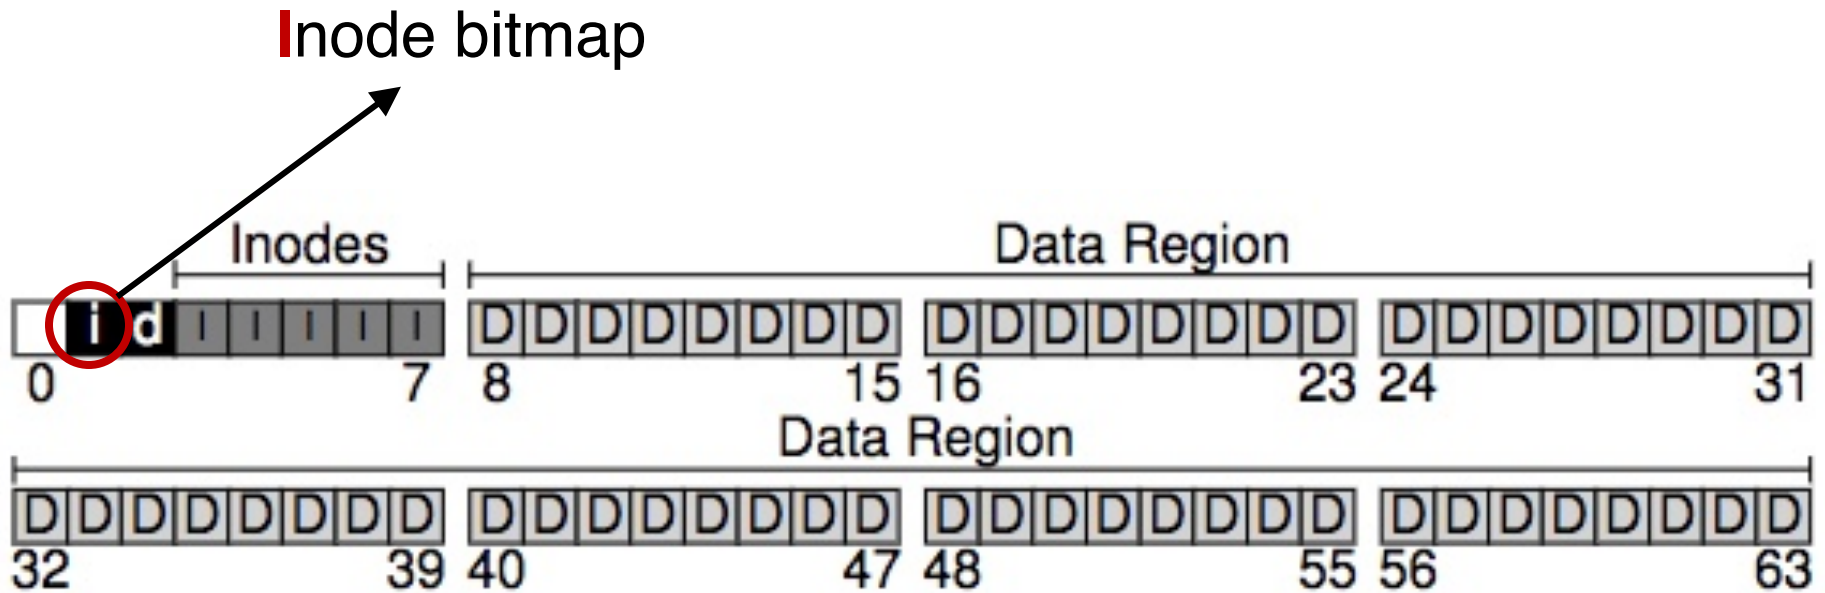 Inode bitmap
Inodes Data Region
i d I I I I I D D D D D D D D D D D D D D D D D D D D D D D D
0 7 8 15 16 23 24 31
Data Region
D D D D D D D D D D D D D D D D D D D D D D D D D D D D D D D D
32 39 40 47 48 55 56 63